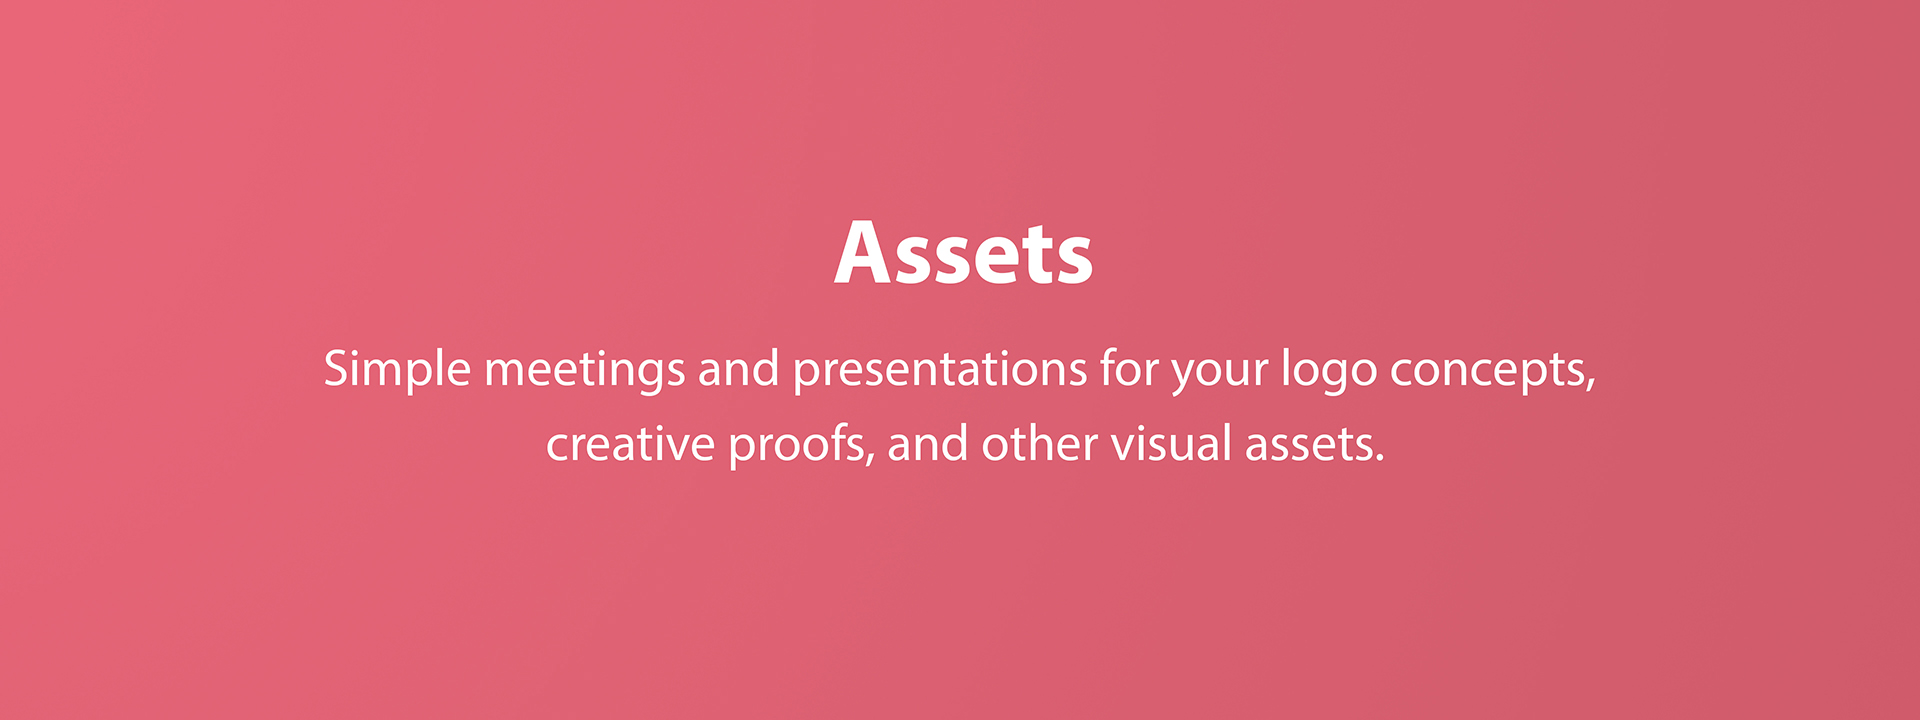 Assets
Simple meetings and presentations for your logo concepts,
creative proofs, and other visual assets.